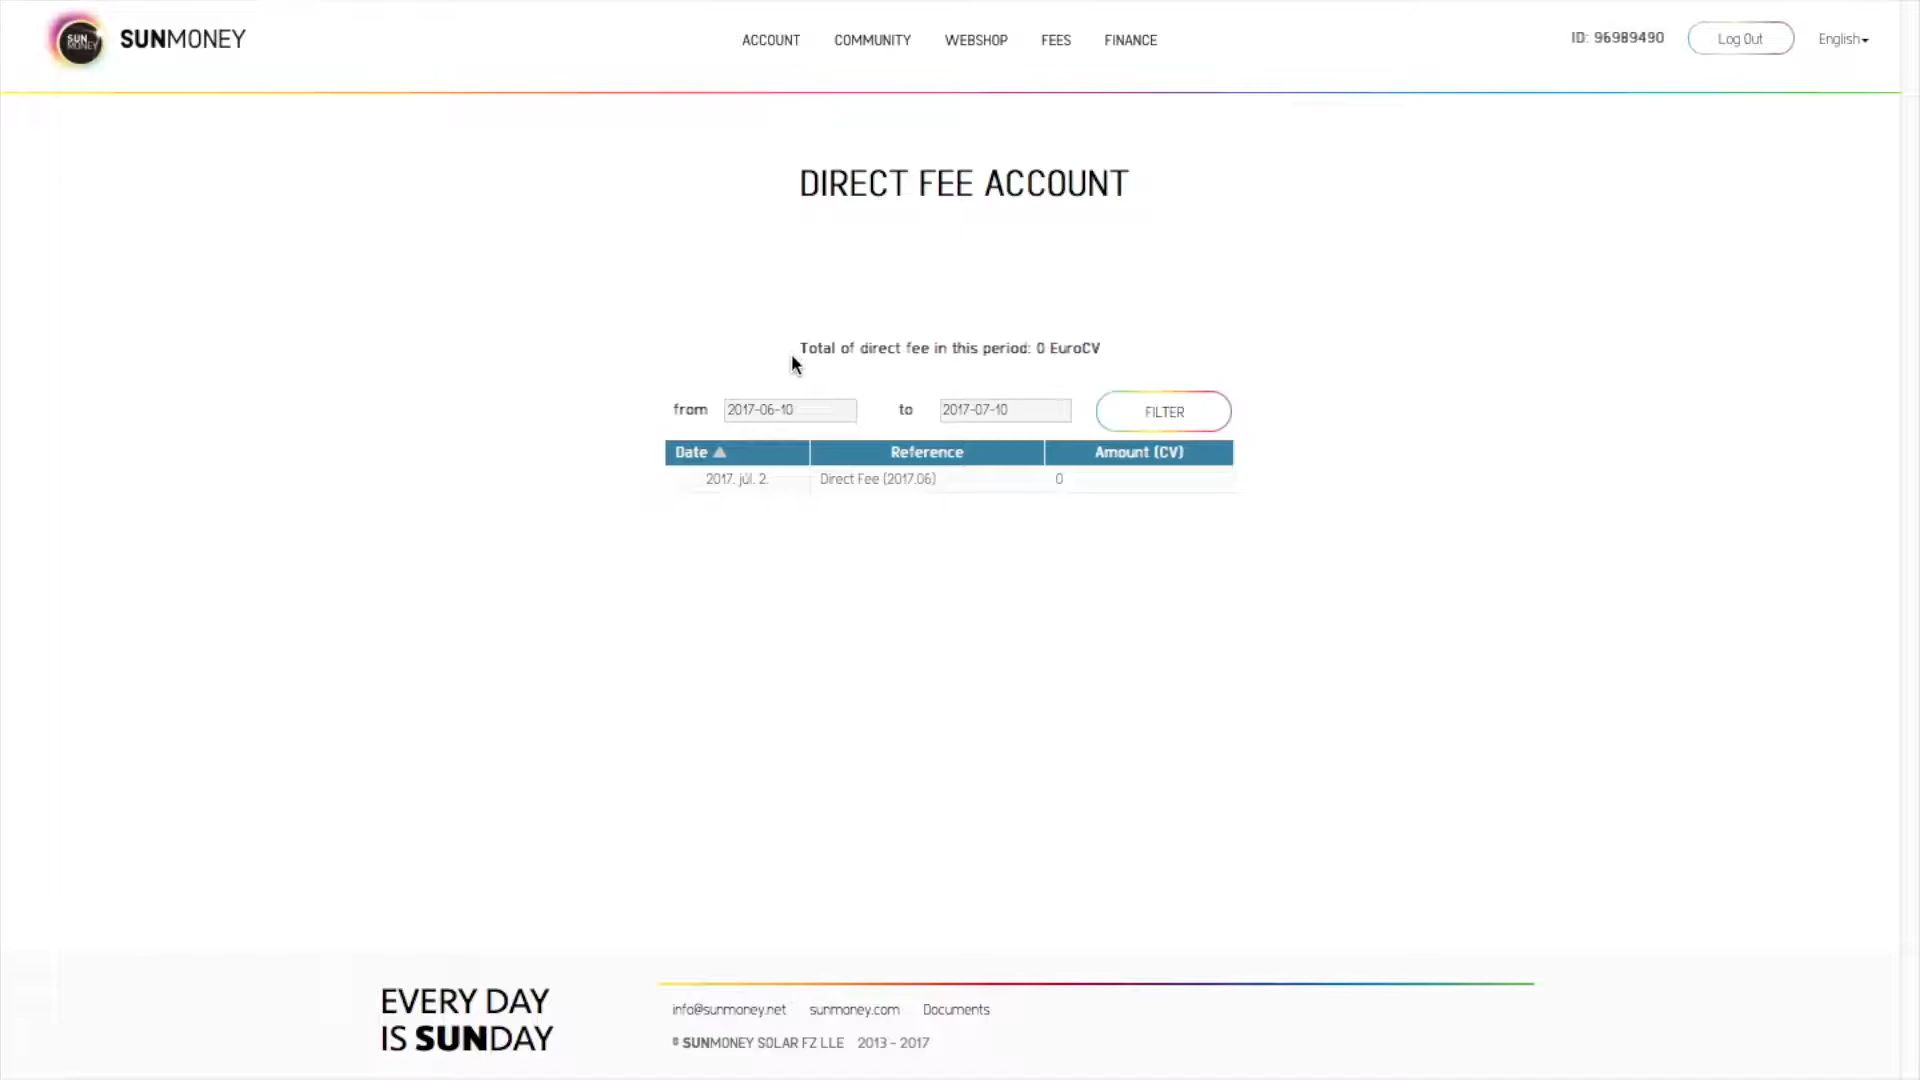 SUN MONEY
SUNMONEY
ACCOUNT COMMUNITY WEBSHOP FEES FINANCE
ID: 96989490
Log Out
English
DIRECT FEE ACCOUNT
Total of direct fee in this period: 0 EuroCV
from 2017-06-10 to 2017-07-10 FILTER
Date Reference Amount (CV)
2017. júl. 2. Direct Fee (2017.06) 0
EVERY DAY
IS SUNDAY
info@sunmoney.net sunmoney.com Documents
© SUNMONEY SOLAR FZ LLE 2013 - 2017